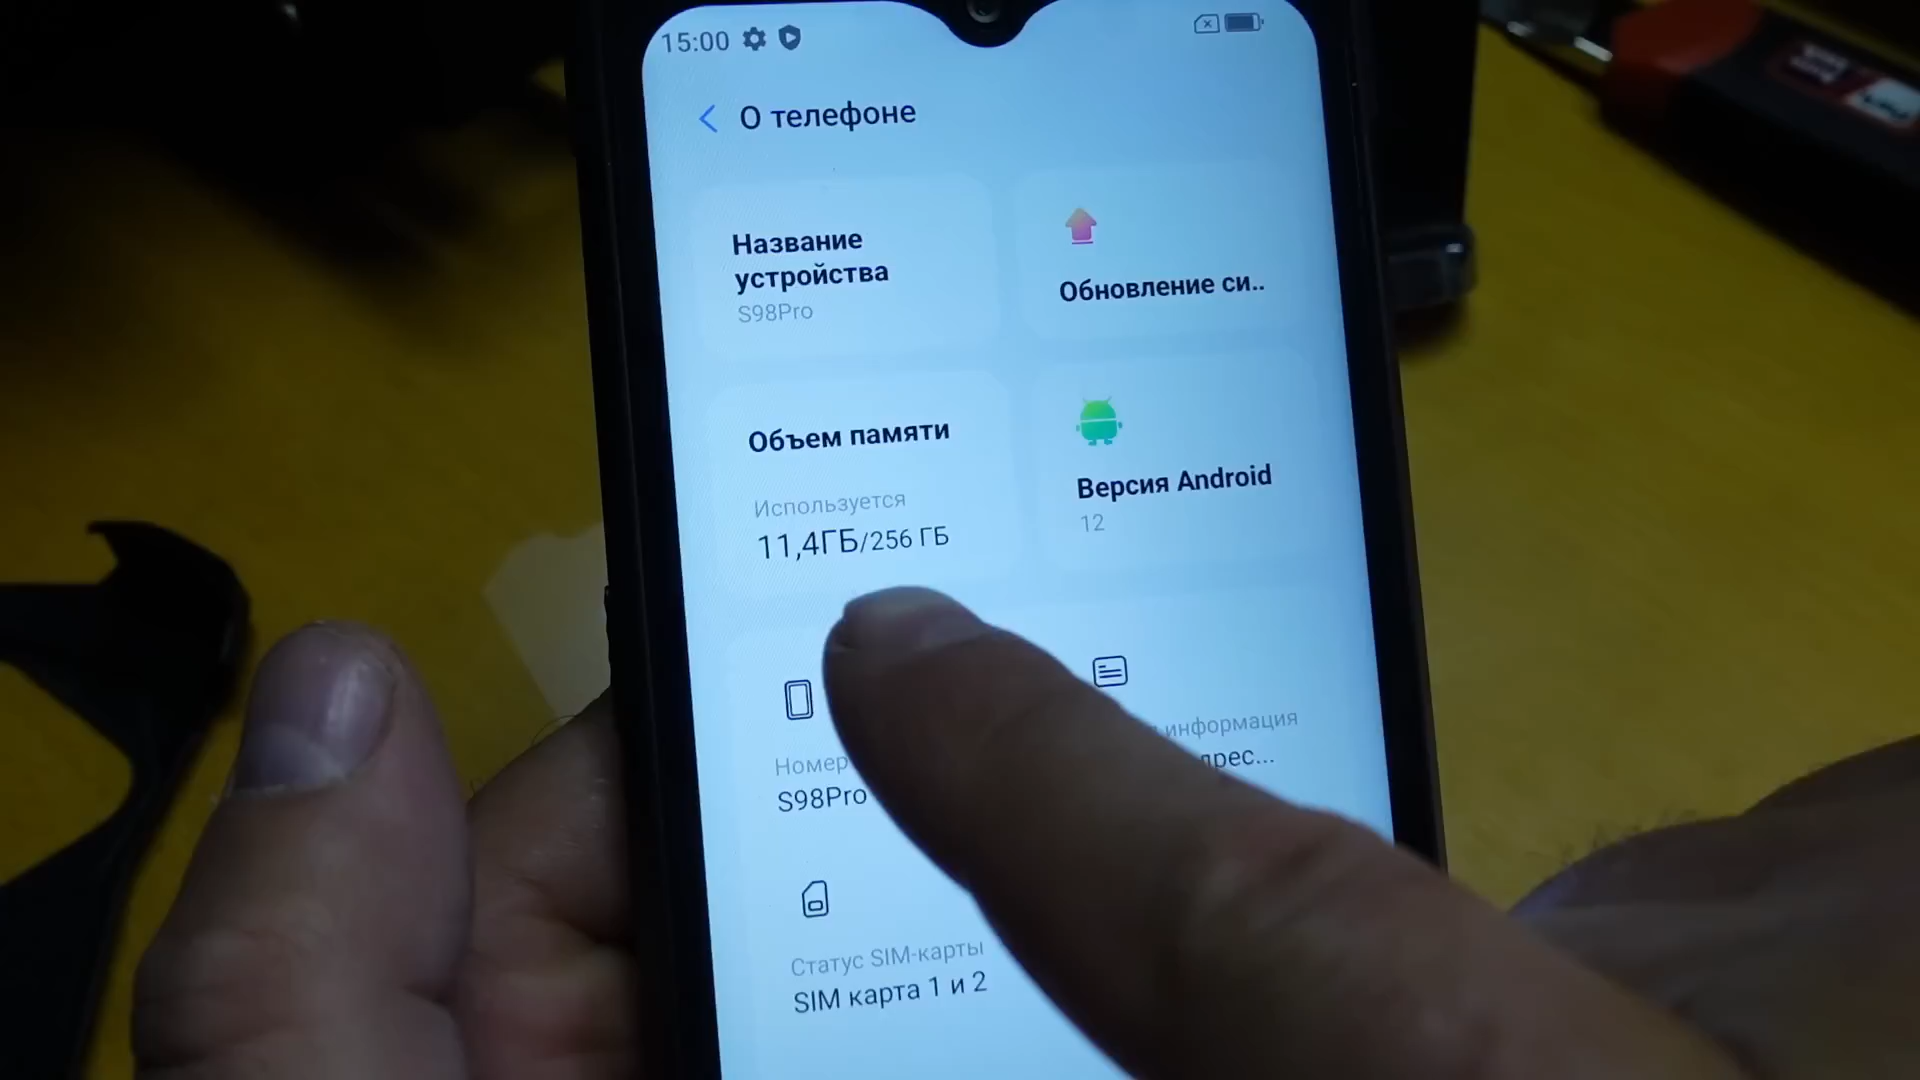 15:00
О телефоне
Название
устройства
S98Pro
Обновление си..
Объем памяти
Используется
11,4ГБ/256 ГБ
Версия Android
12
Номер
S98Pro
информация
дрес...
Статус SIM-карты
SIM карта 1 и 2